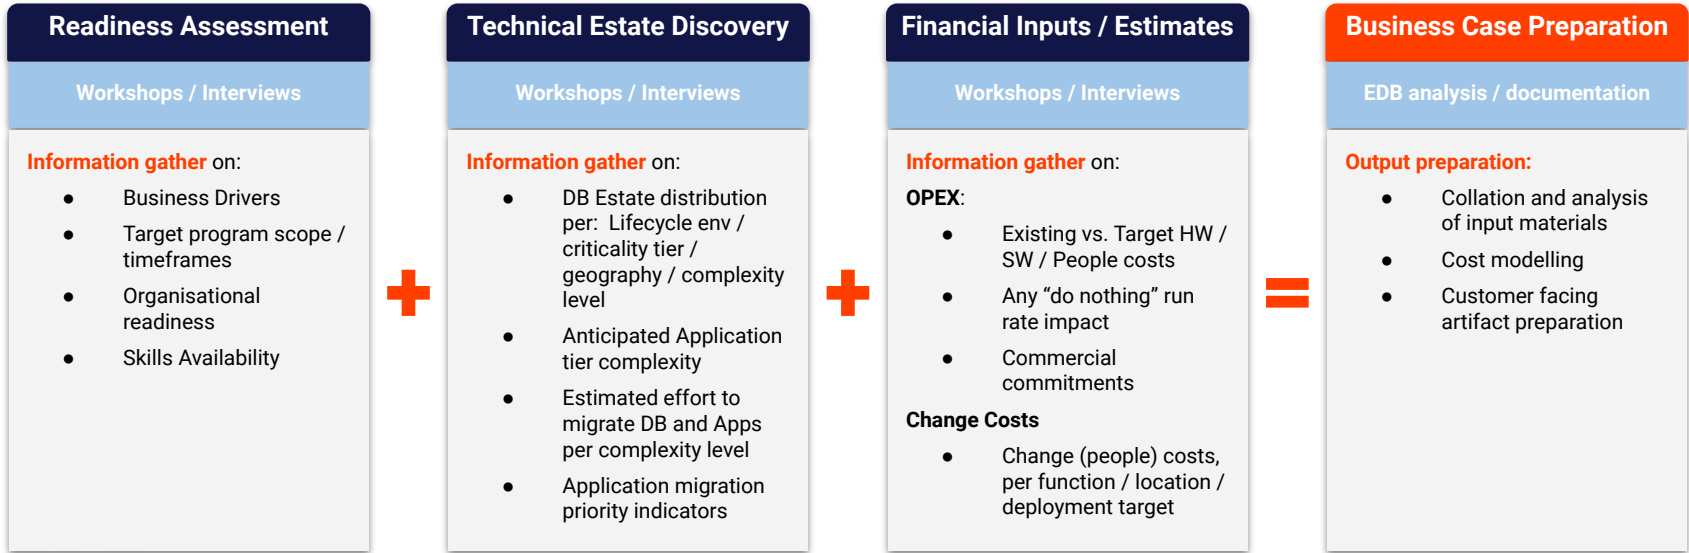 Readiness Assessment
Workshops / Interviews
Information gather on:
● Business Drivers
● Target program scope /
timeframes
● Organisational
readiness
● Skills Availability
Technical Estate Discovery
Workshops / Interviews
Information gather on:
● DB Estate distribution
per: Lifecycle env /
criticality tier /
geography / complexity
level
● Anticipated Application
tier complexity
● Estimated effort to
migrate DB and Apps
per complexity level
● Application migration
priority indicators
Financial Inputs / Estimates
Workshops / Interviews
Information gather on:
OPEX:
● Existing vs. Target HW /
SW / People costs
● Any “do nothing” run
rate impact
● Commercial
commitments
Change Costs
● Change (people) costs,
per function / location /
deployment target
Business Case Preparation
EDB analysis / documentation
Output preparation:
● Collation and analysis
of input materials
● Cost modelling
● Customer facing
artifact preparation